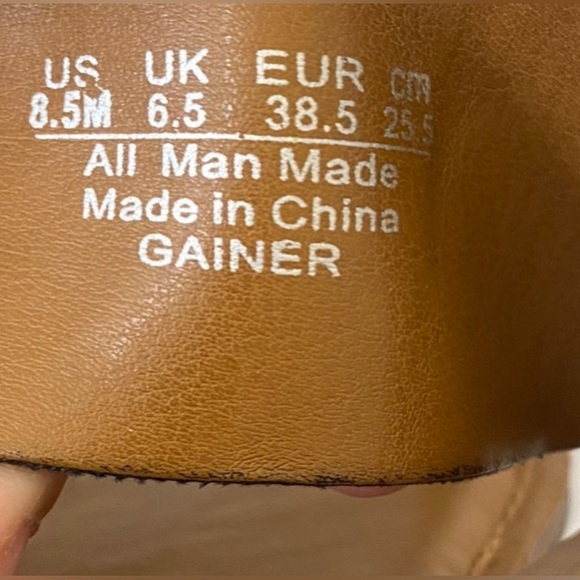 US UK EUR cm
8.5M 6.5 38.5 25.5
All Man Made
Made in China
GAINER